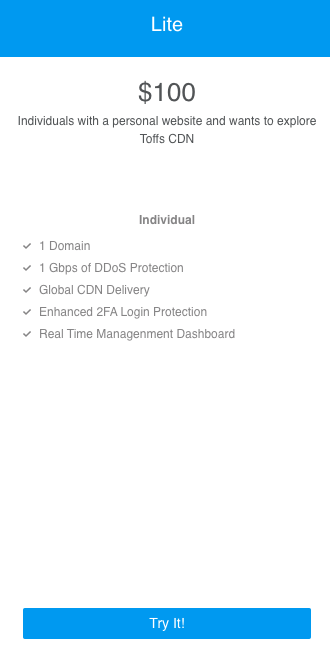 Lite
$100
Individuals with a personal website and wants to explore
Toffs CDN
Individual
1 Domain
1 Gbps of DDoS Protection
Global CDN Delivery
Enhanced 2FA Login Protection
Real Time Managenment Dashboard
Try It!